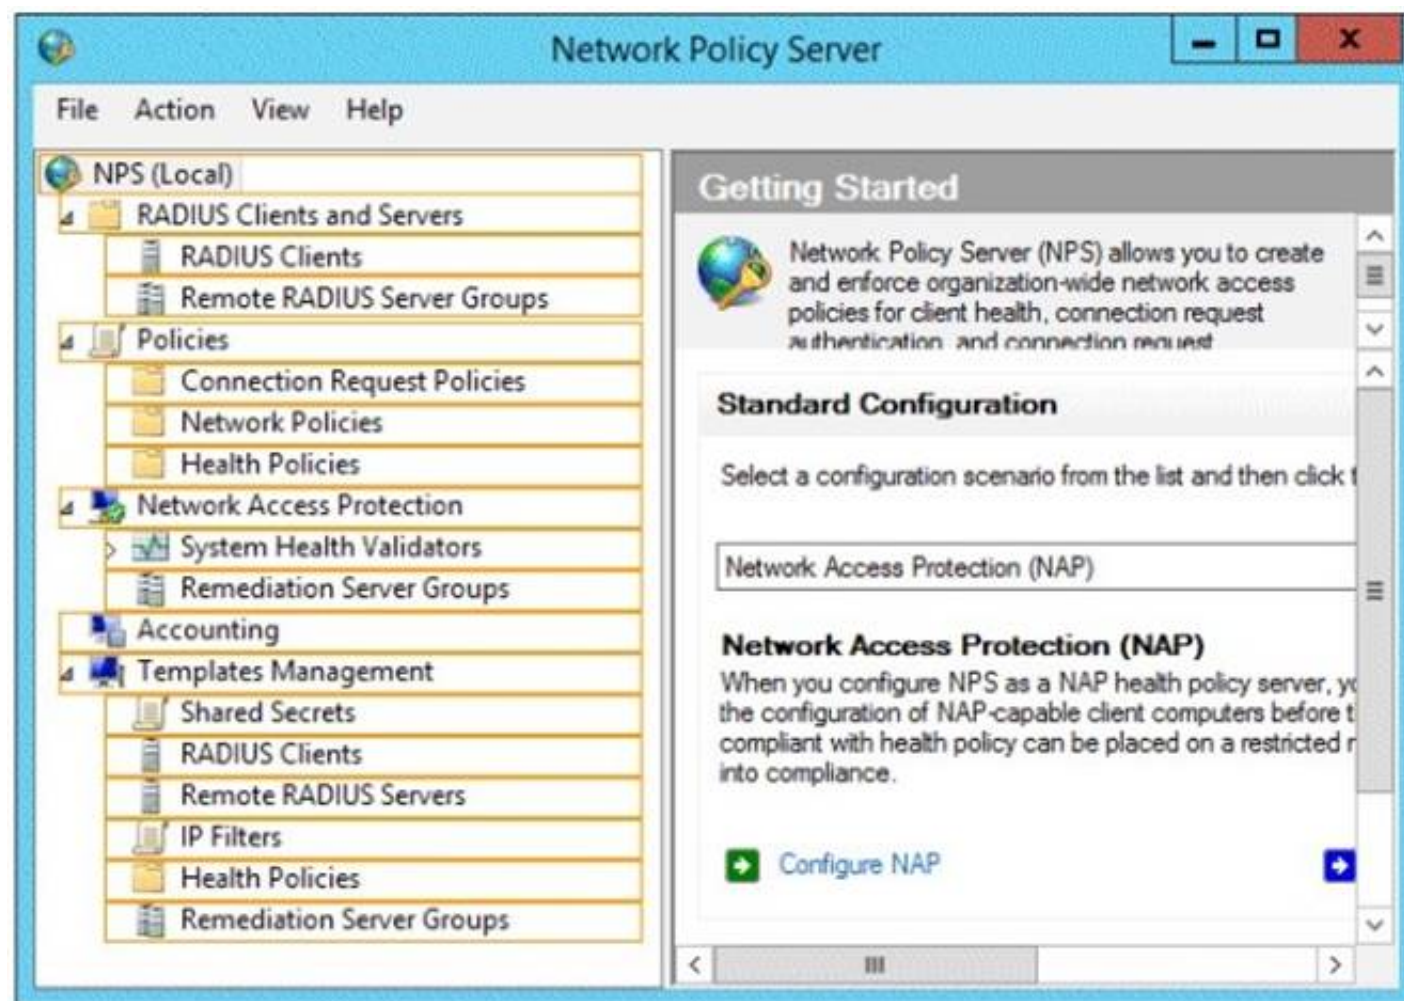 Network Policy Server
File Action View Help
NPS (Local)
RADIUS Clients and Servers
RADIUS Clients
Remote RADIUS Server Groups
Policies
Connection Request Policies
Network Policies
Health Policies
Network Access Protection
System Health Validators
Remediation Server Groups
Accounting
Templates Management
Shared Secrets
RADIUS Clients
Remote RADIUS Servers
IP Filters
Health Policies
Remediation Server Groups
Getting Started
Network Policy Server (NPS) allows you to create
and enforce organization-wide network access
policies for client health, connection request
authentication, and connection request
Standard Configuration
Select a configuration scenario from the list and then click
Network Access Protection (NAP)
Network Access Protection (NAP)
When you configure NPS as a NAP health policy server,
the configuration of NAP-capable client computers before
compliant with health policy can be placed on a restricted
into compliance.
Configure NAP